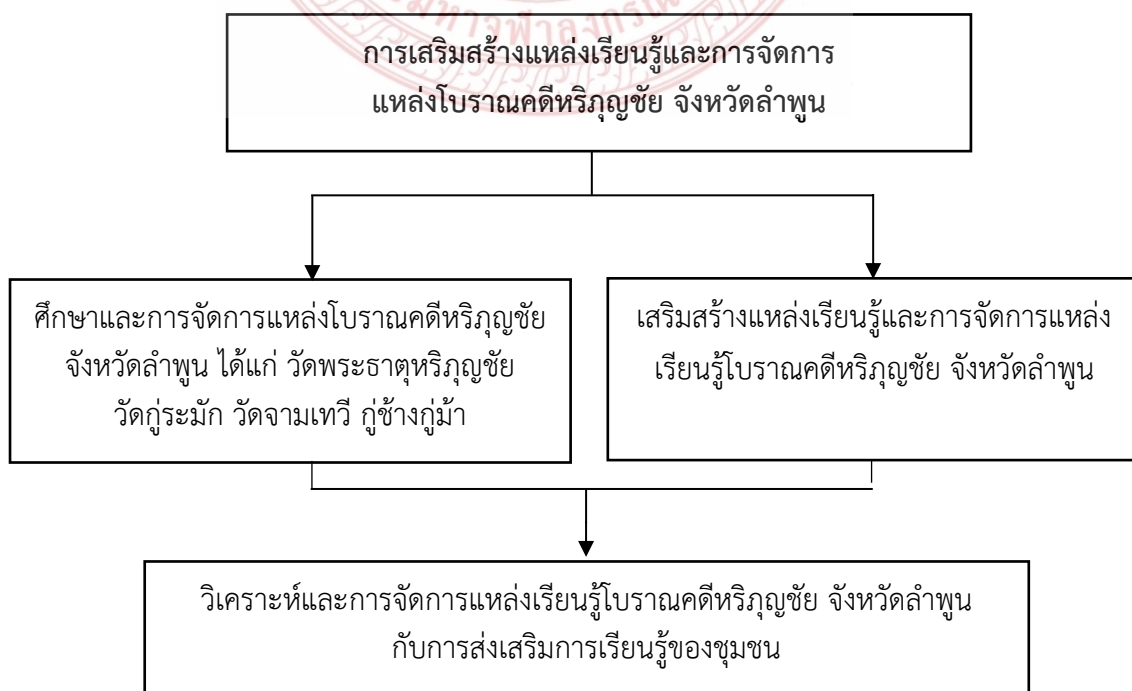 มหาจุฬาลงกรณ
การเสริมสร้างแหล่งเรียนรู้และการจัดการ
แหล่งโบราณคดีหริภุญชัย จังหวัดลำพูน
ศึกษาและการจัดการแหล่งโบราณคดีหริภุญชัย
จังหวัดลำพูน ได้แก่ วัดพระธาตุหริภุญชัย
วัดกู่ระมัก วัดจามเทวี กู่ช้างกู่ม้า
เสริมสร้างแหล่งเรียนรู้และการจัดการแหล่ง
เรียนรู้โบราณคดีหริภุญชัย จังหวัดลำพูน
วิเคราะห์และการจัดการแหล่งเรียนรู้โบราณคดีหริภุญชัย จังหวัดลำพูน
กับการส่งเสริมการเรียนรู้ของชุมชน